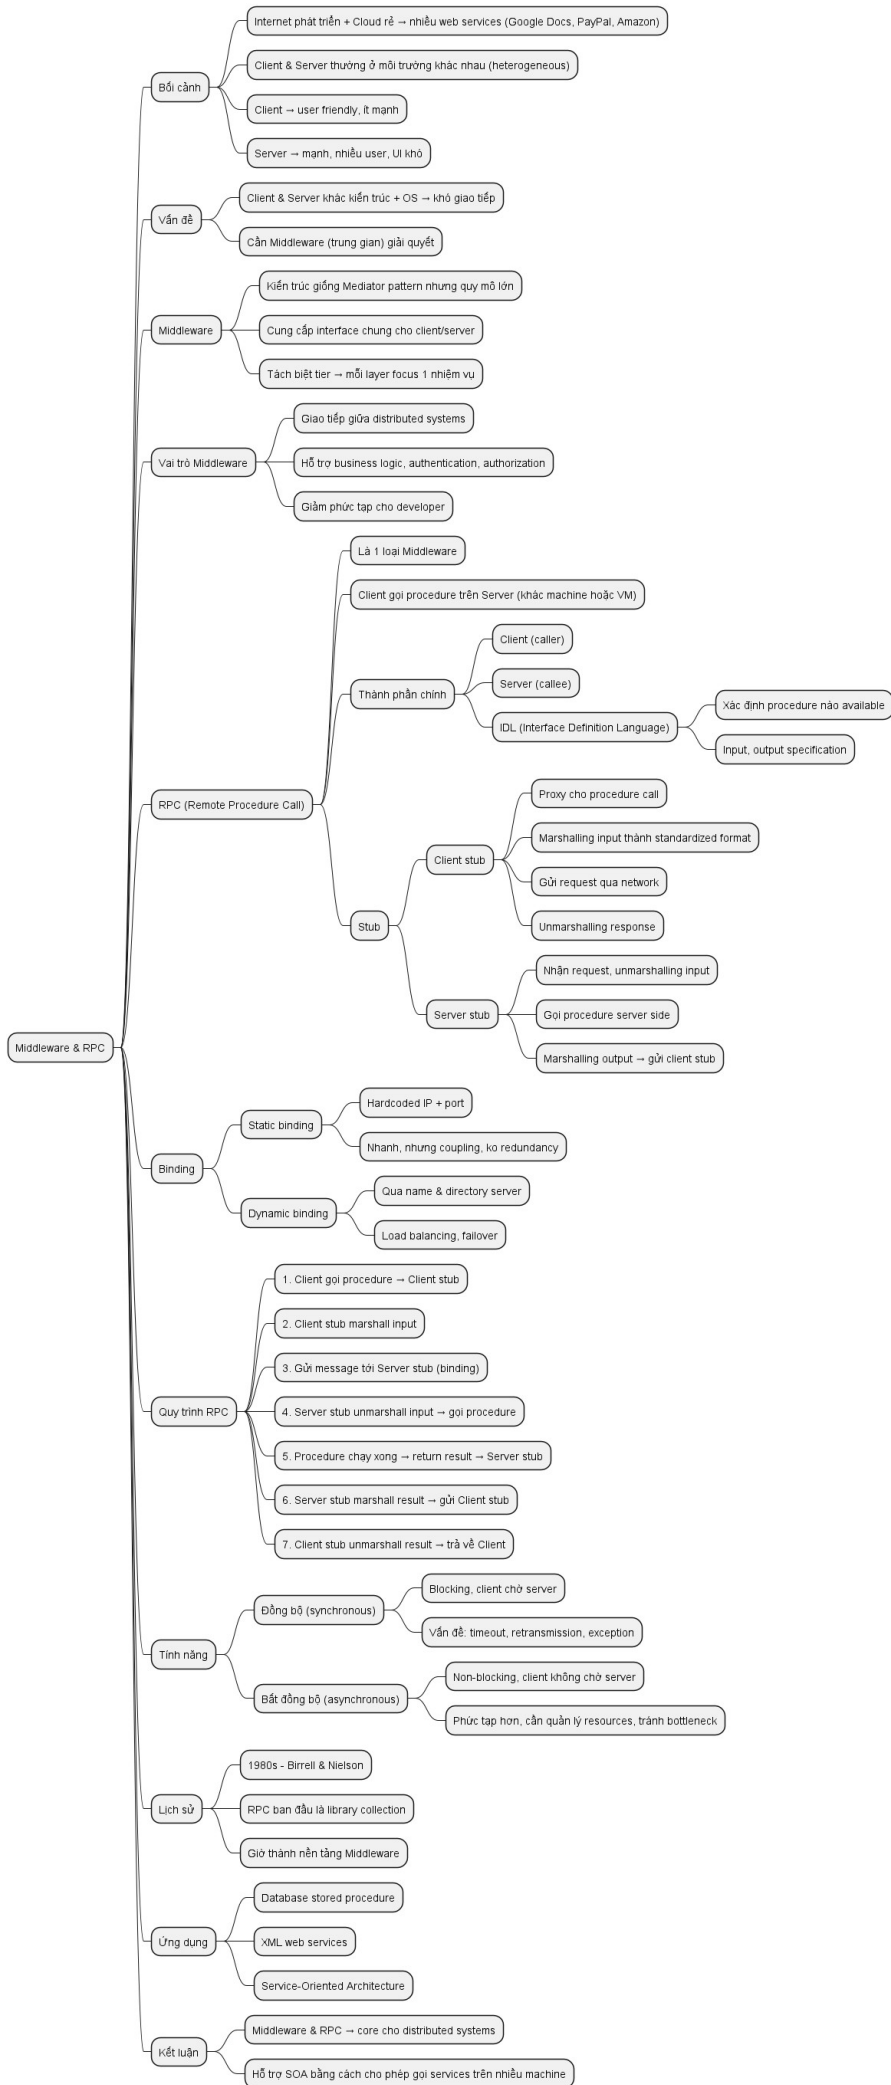 Middleware & RPC
Bối cảnh
Internet phát triển + Cloud rẻ → nhiều web services (Google Docs, PayPal, Amazon)
Client & Server thường ở môi trường khác nhau (heterogeneous)
Client → user friendly, ít mạnh
Server → mạnh, nhiều user, UI khó
Vấn đề
Client & Server khác kiến trúc + OS → khó giao tiếp
Cần Middleware (trung gian) giải quyết
Middleware
Kiến trúc giống Mediator pattern nhưng quy mô lớn
Cung cấp interface chung cho client/server
Tách biệt tier → mỗi layer focus 1 nhiệm vụ
Vai trò Middleware
Giao tiếp giữa distributed systems
Hỗ trợ business logic, authentication, authorization
Giảm phức tạp cho developer
RPC (Remote Procedure Call)
Là 1 loại Middleware
Client gọi procedure trên Server (khác machine hoặc VM)
Thành phần chính
Client (caller)
Server (callee)
IDL (Interface Definition Language)
Xác định procedure nào available
Input, output specification
Stub
Client stub
Proxy cho procedure call
Marshalling input thành standardized format
Gửi request qua network
Unmarshalling response
Server stub
Nhận request, unmarshalling input
Gọi procedure server side
Marshalling output → gửi client stub
Binding
Static binding
Hardcoded IP + port
Nhanh, nhưng coupling, ko redundancy
Dynamic binding
Qua name & directory server
Load balancing, failover
Quy trình RPC
1. Client gọi procedure → Client stub
2. Client stub marshall input
3. Gửi message tới Server stub (binding)
4. Server stub unmarshall input → gọi procedure
5. Procedure chạy xong → return result → Server stub
6. Server stub marshall result → gửi Client stub
7. Client stub unmarshall result → trả về Client
Tính năng
Đồng bộ (synchronous)
Blocking, client chờ server
Vấn đề: timeout, retransmission, exception
Bất đồng bộ (asynchronous)
Non-blocking, client không chờ server
Phức tạp hơn, cần quản lý resources, tránh bottleneck
Lịch sử
1980s - Birrell & Nielson
RPC ban đầu là library collection
Giờ thành nền tảng Middleware
Ứng dụng
Database stored procedure
XML web services
Service-Oriented Architecture
Kết luận
Middleware & RPC → core cho distributed systems
Hỗ trợ SOA bằng cách cho phép gọi services trên nhiều machine